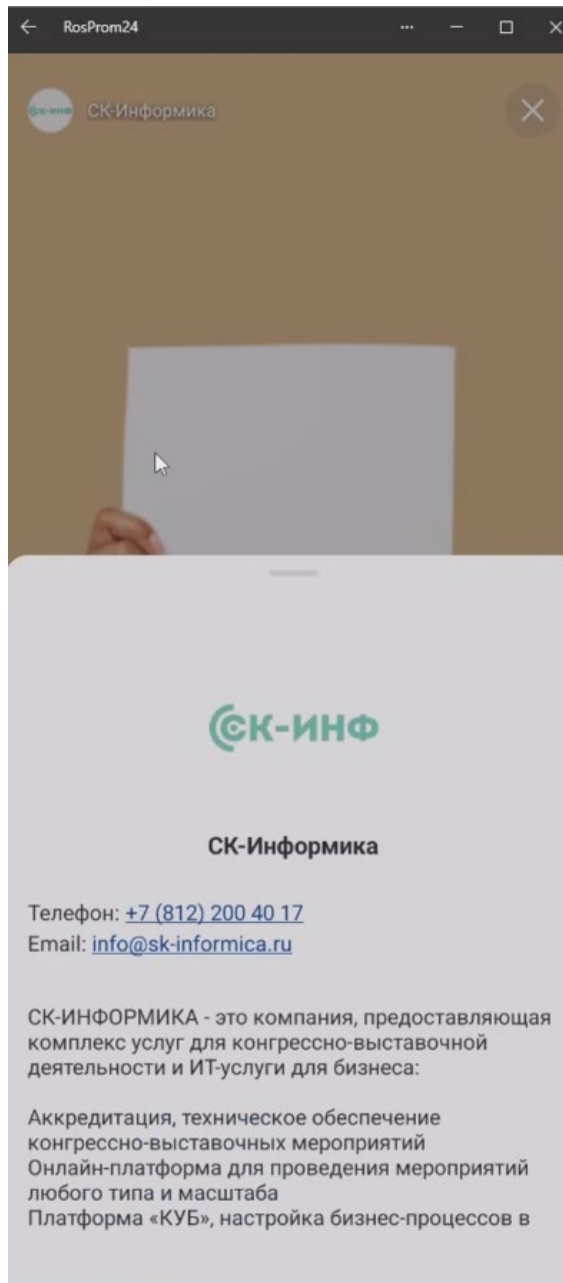 RosProm24
СК-ИНФ
СК-Информика
СК-ИНФ
СК-Информика
Телефон: +7 (812) 200 40 17
Email: info@sk-informica.ru
СК-ИНФОРМИКА - это компания, предоставляющая
комплекс услуг для конгрессно-выставочной
деятельности и ИТ-услуги для бизнеса:
Аккредитация, техническое обеспечение
конгрессно-выставочных мероприятий
Онлайн-платформа для проведения мероприятий
любого типа и масштаба
Платформа «КУБ», настройка бизнес-процессов в